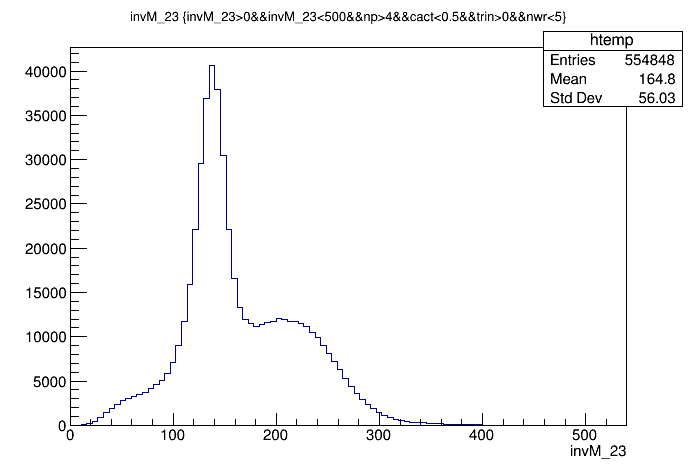 invM_23 {invM_23>0&&invM_23<500&&np>4&&cact<0.5&&trin>0&&nwr<5}
htemp
Entries 554848
Mean 164.8
Std Dev 56.03
40000
35000
30000
25000
20000
15000
10000
5000
0
0 100 200 300 400 500
invM_23